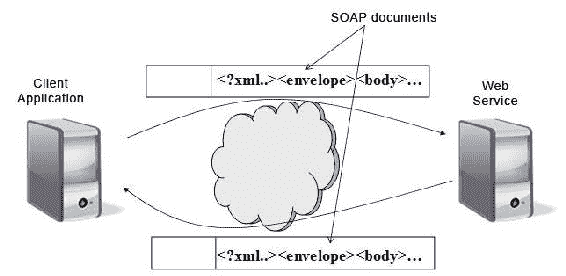 SOAP documents
<?xml..><envelope><body>...
Client
Application
Web
Service
<?xml..><envelope><body>...